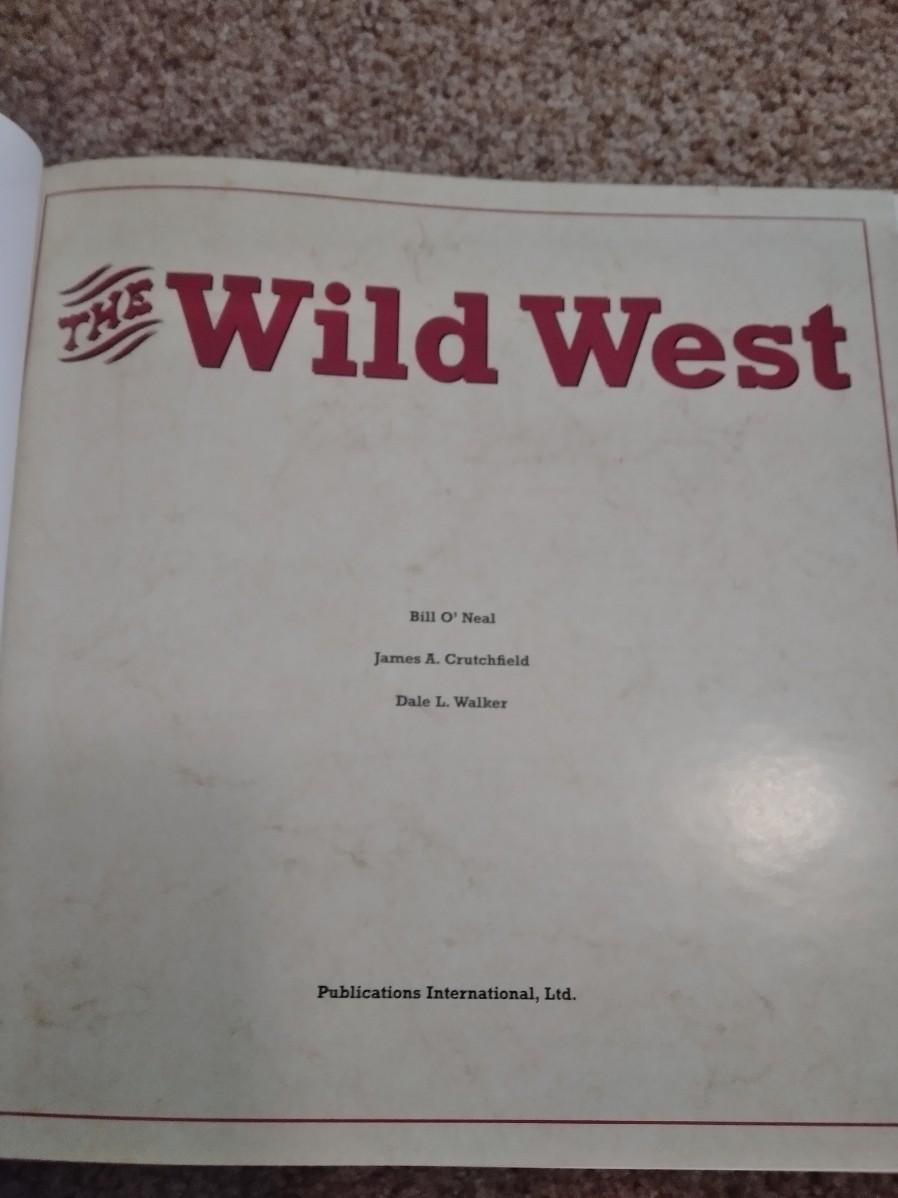 THE Wild West
Bill O' Neal
James A. Crutchfield
Dale L. Walker
Publications International, Ltd.